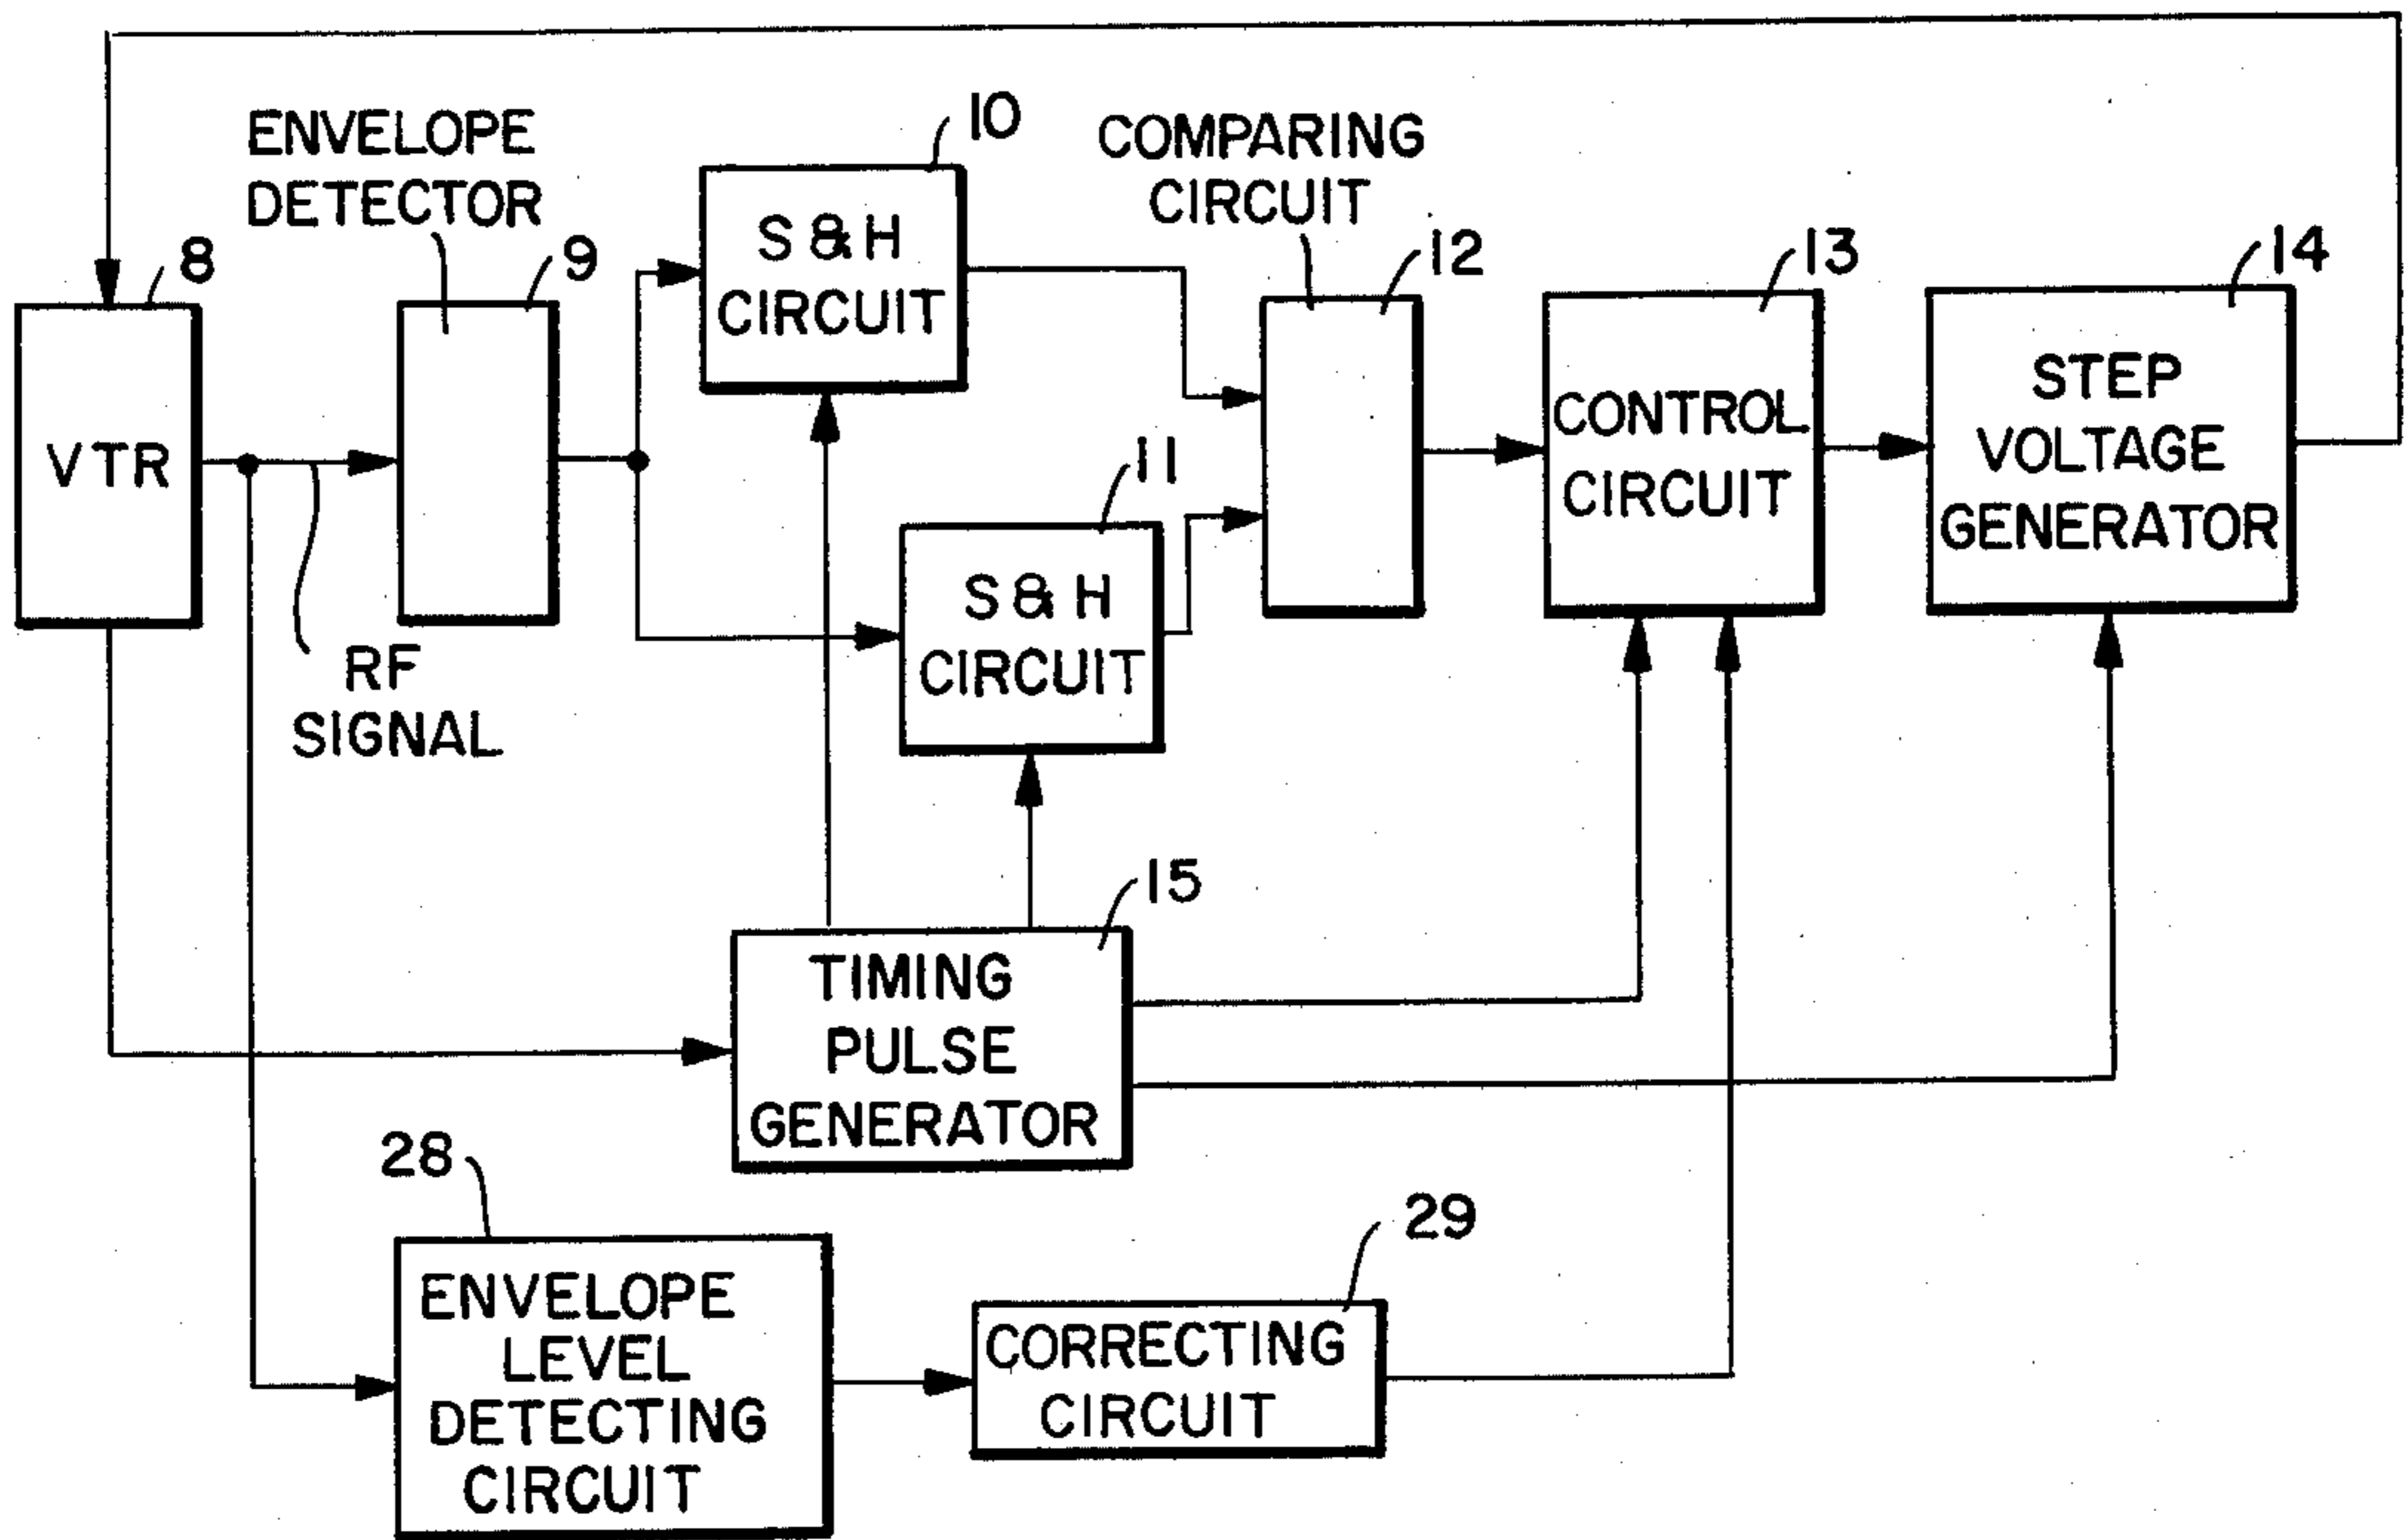 ENVELOPE
DETECTOR
8
9
10
S & H
CIRCUIT
COMPARING
CIRCUIT
12
13
14
VTR
RF
SIGNAL
11
S & H
CIRCUIT
CONTROL
CIRCUIT
STEP
VOLTAGE
GENERATOR
15
TIMING
PULSE
GENERATOR
28
ENVELOPE
LEVEL
DETECTING
CIRCUIT
29
CORRECTING
CIRCUIT